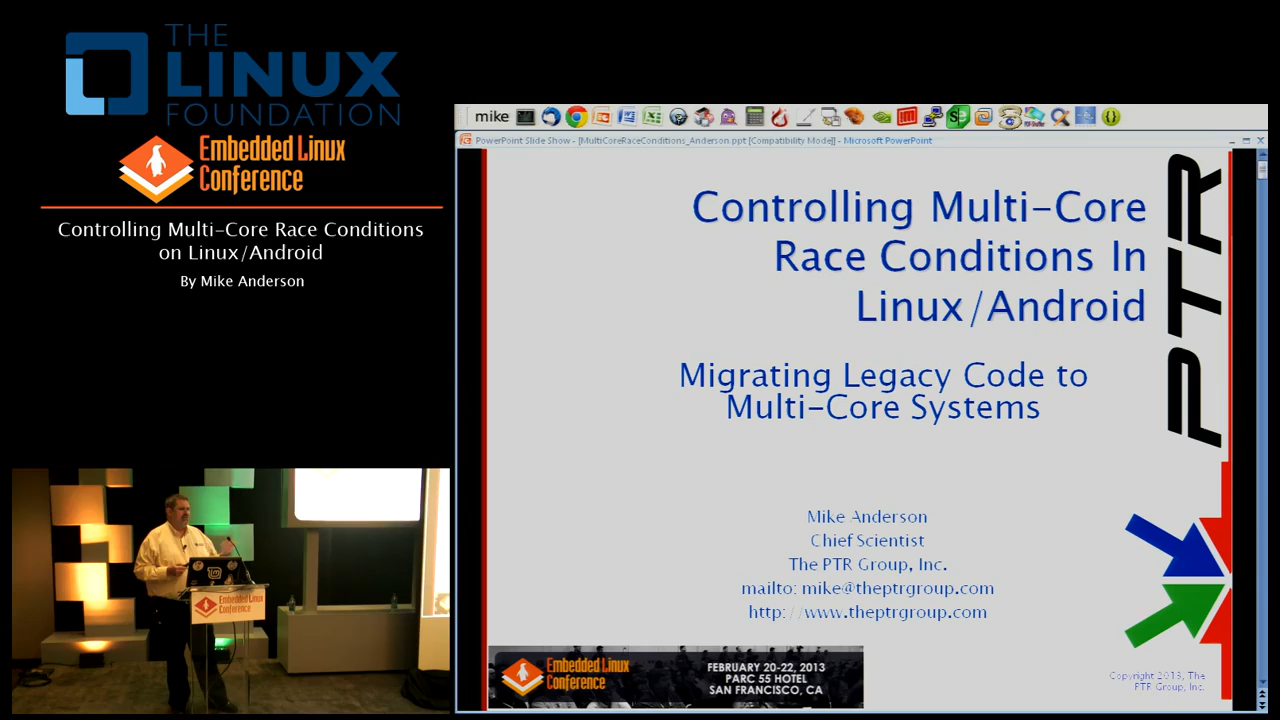 THE
LINUX
FOUNDATION
Embedded Linux
Conference
Controlling Multi-Core Race Conditions
on Linux/Android
By Mike Anderson
mike
PowerPoint Slide Show - [MultiCoreRaceConditions_Anderson.ppt [Compatibility Mode]] - Microsoft PowerPoint
Controlling Multi-Core
Race Conditions In
Linux/Android
Migrating Legacy Code to
Multi-Core Systems
PTR
Mike Anderson
Chief Scientist
The PTR Group, Inc.
mailto: mike@theptrgroup.com
http://www.theptrgroup.com
Embedded Linux
Conference
FEBRUARY 20-22, 2013
PARC 55 HOTEL
SAN FRANCISCO, CA
Copyright 2013, The
PTR Group, Inc.
Embedded Linux
Conference